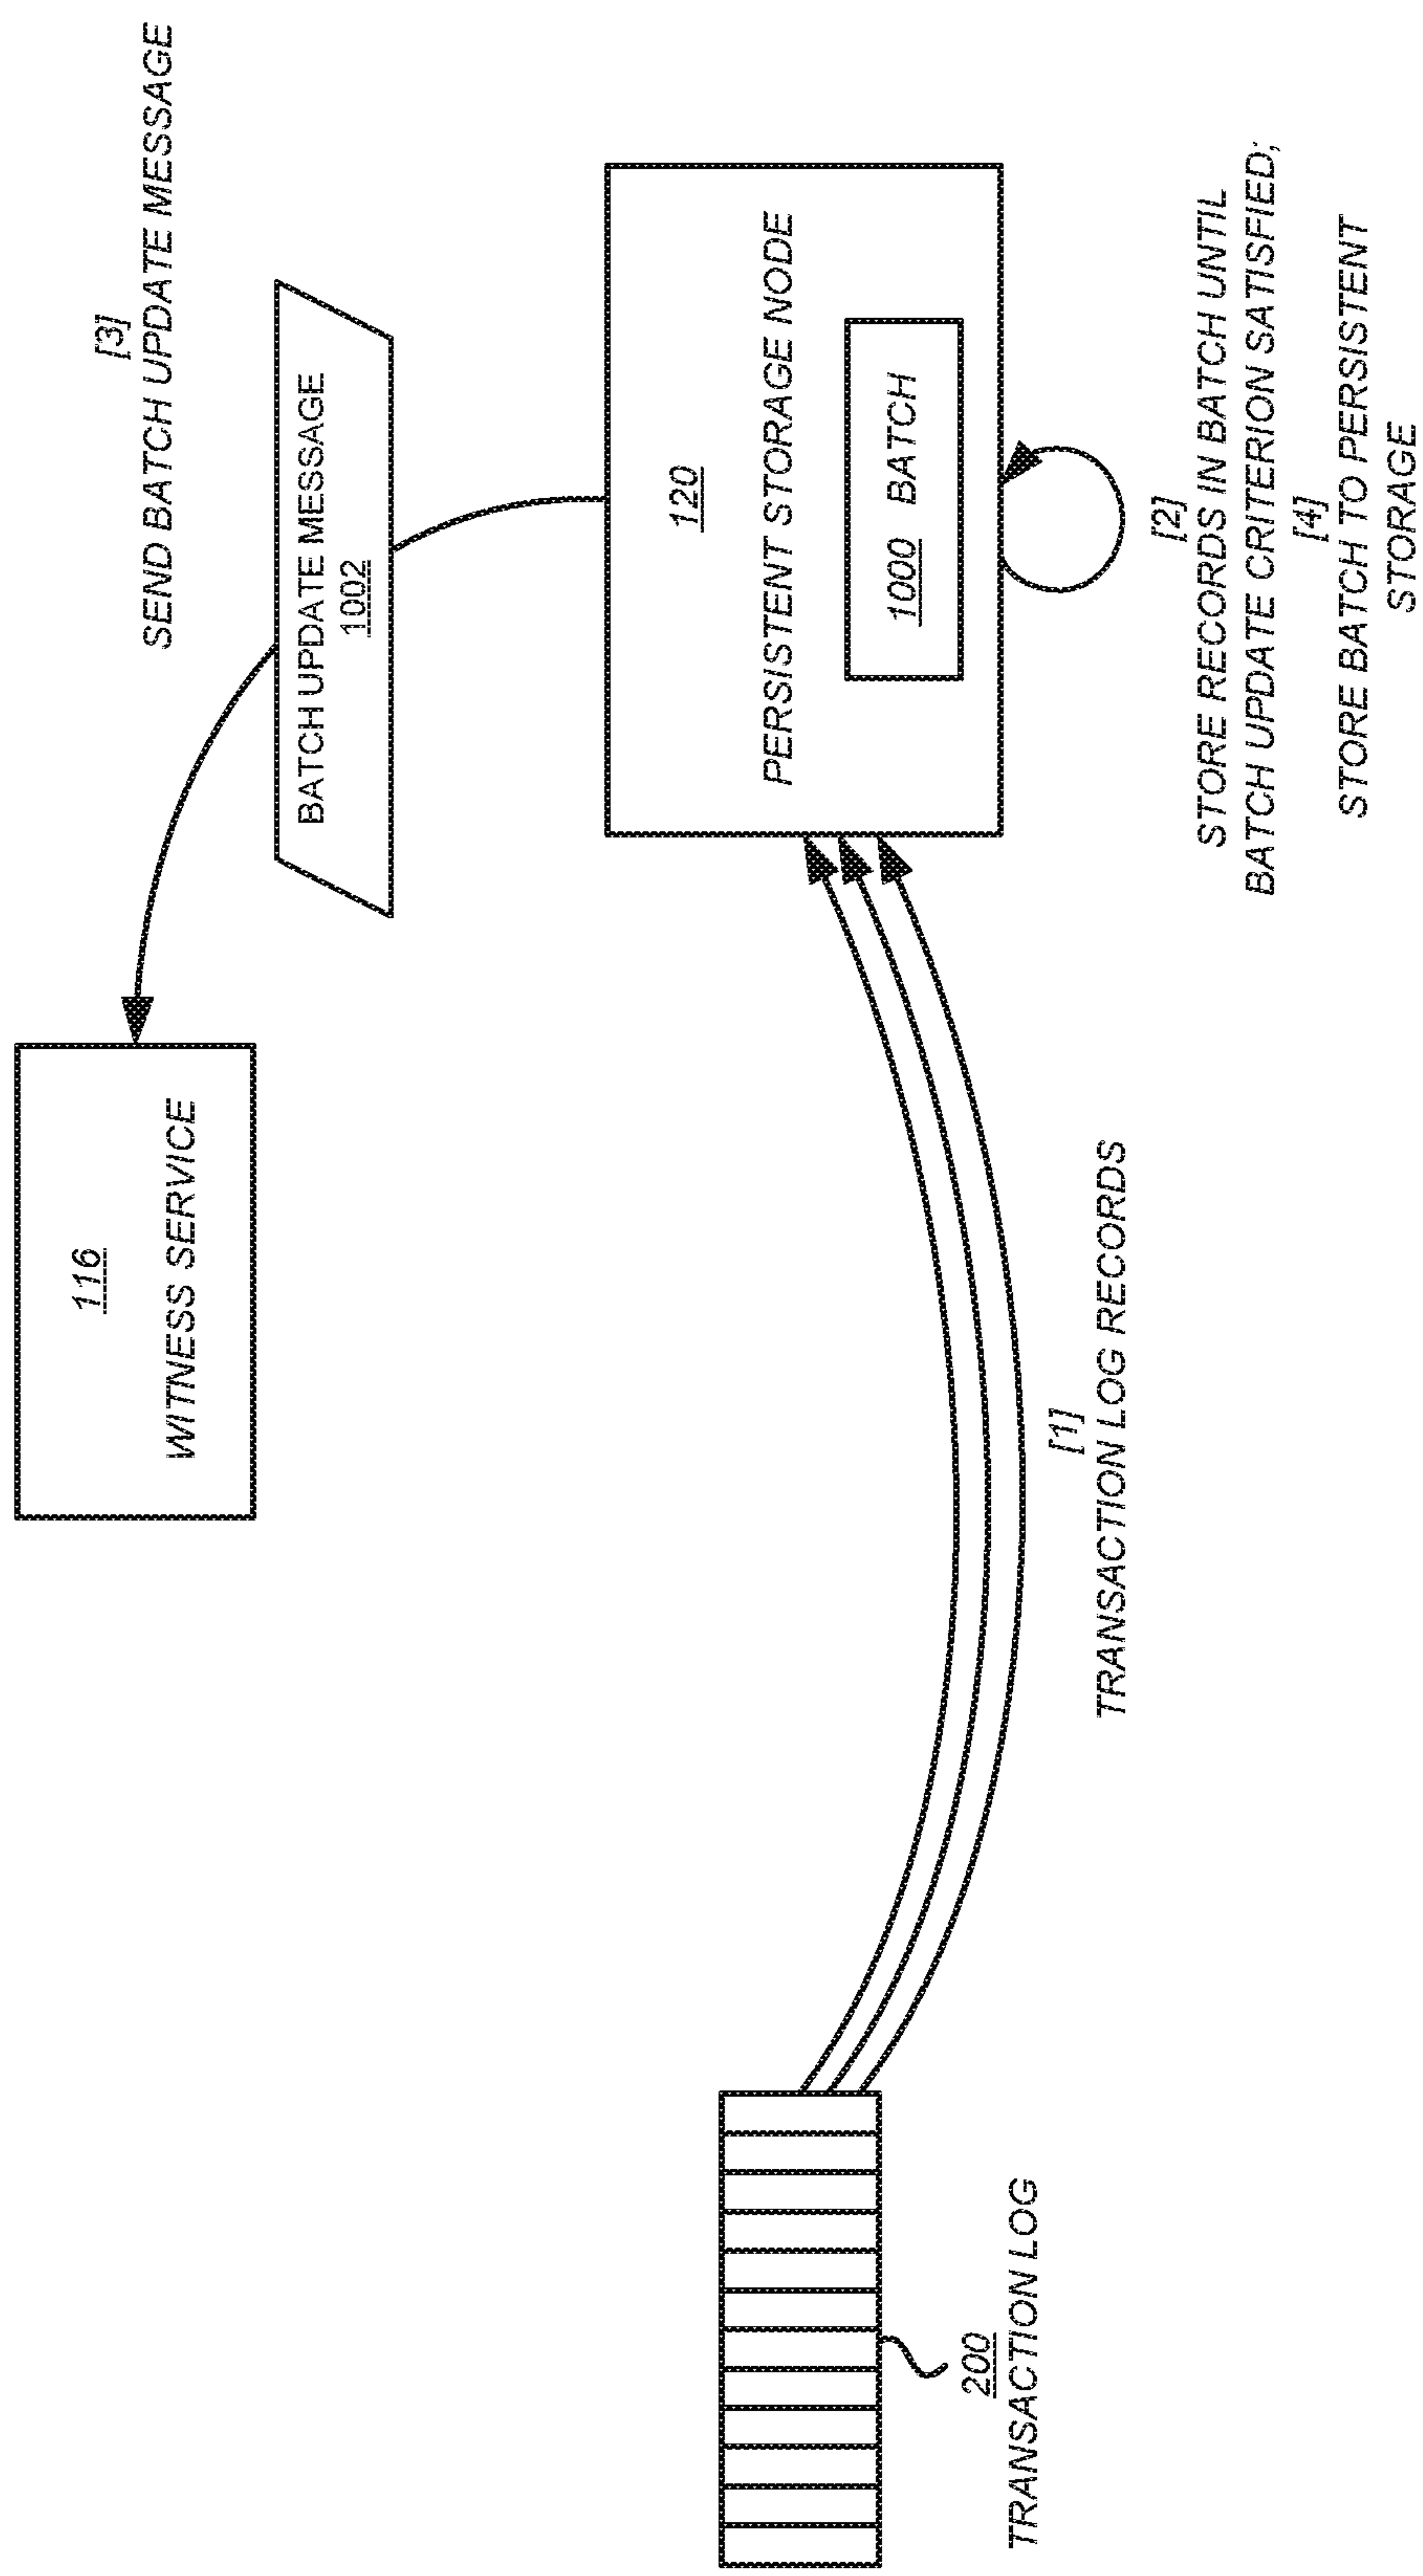 [3]
SEND BATCH UPDATE MESSAGE
116
WITNESS SERVICE
BATCH UPDATE MESSAGE
1002
120
PERSISTENT STORAGE NODE
1000 BATCH
[1]
TRANSACTION LOG RECORDS
200
TRANSACTION LOG
[2]
STORE RECORDS IN BATCH UNTIL
BATCH UPDATE CRITERION SATISFIED;
[4]
STORE BATCH TO PERSISTENT
STORAGE